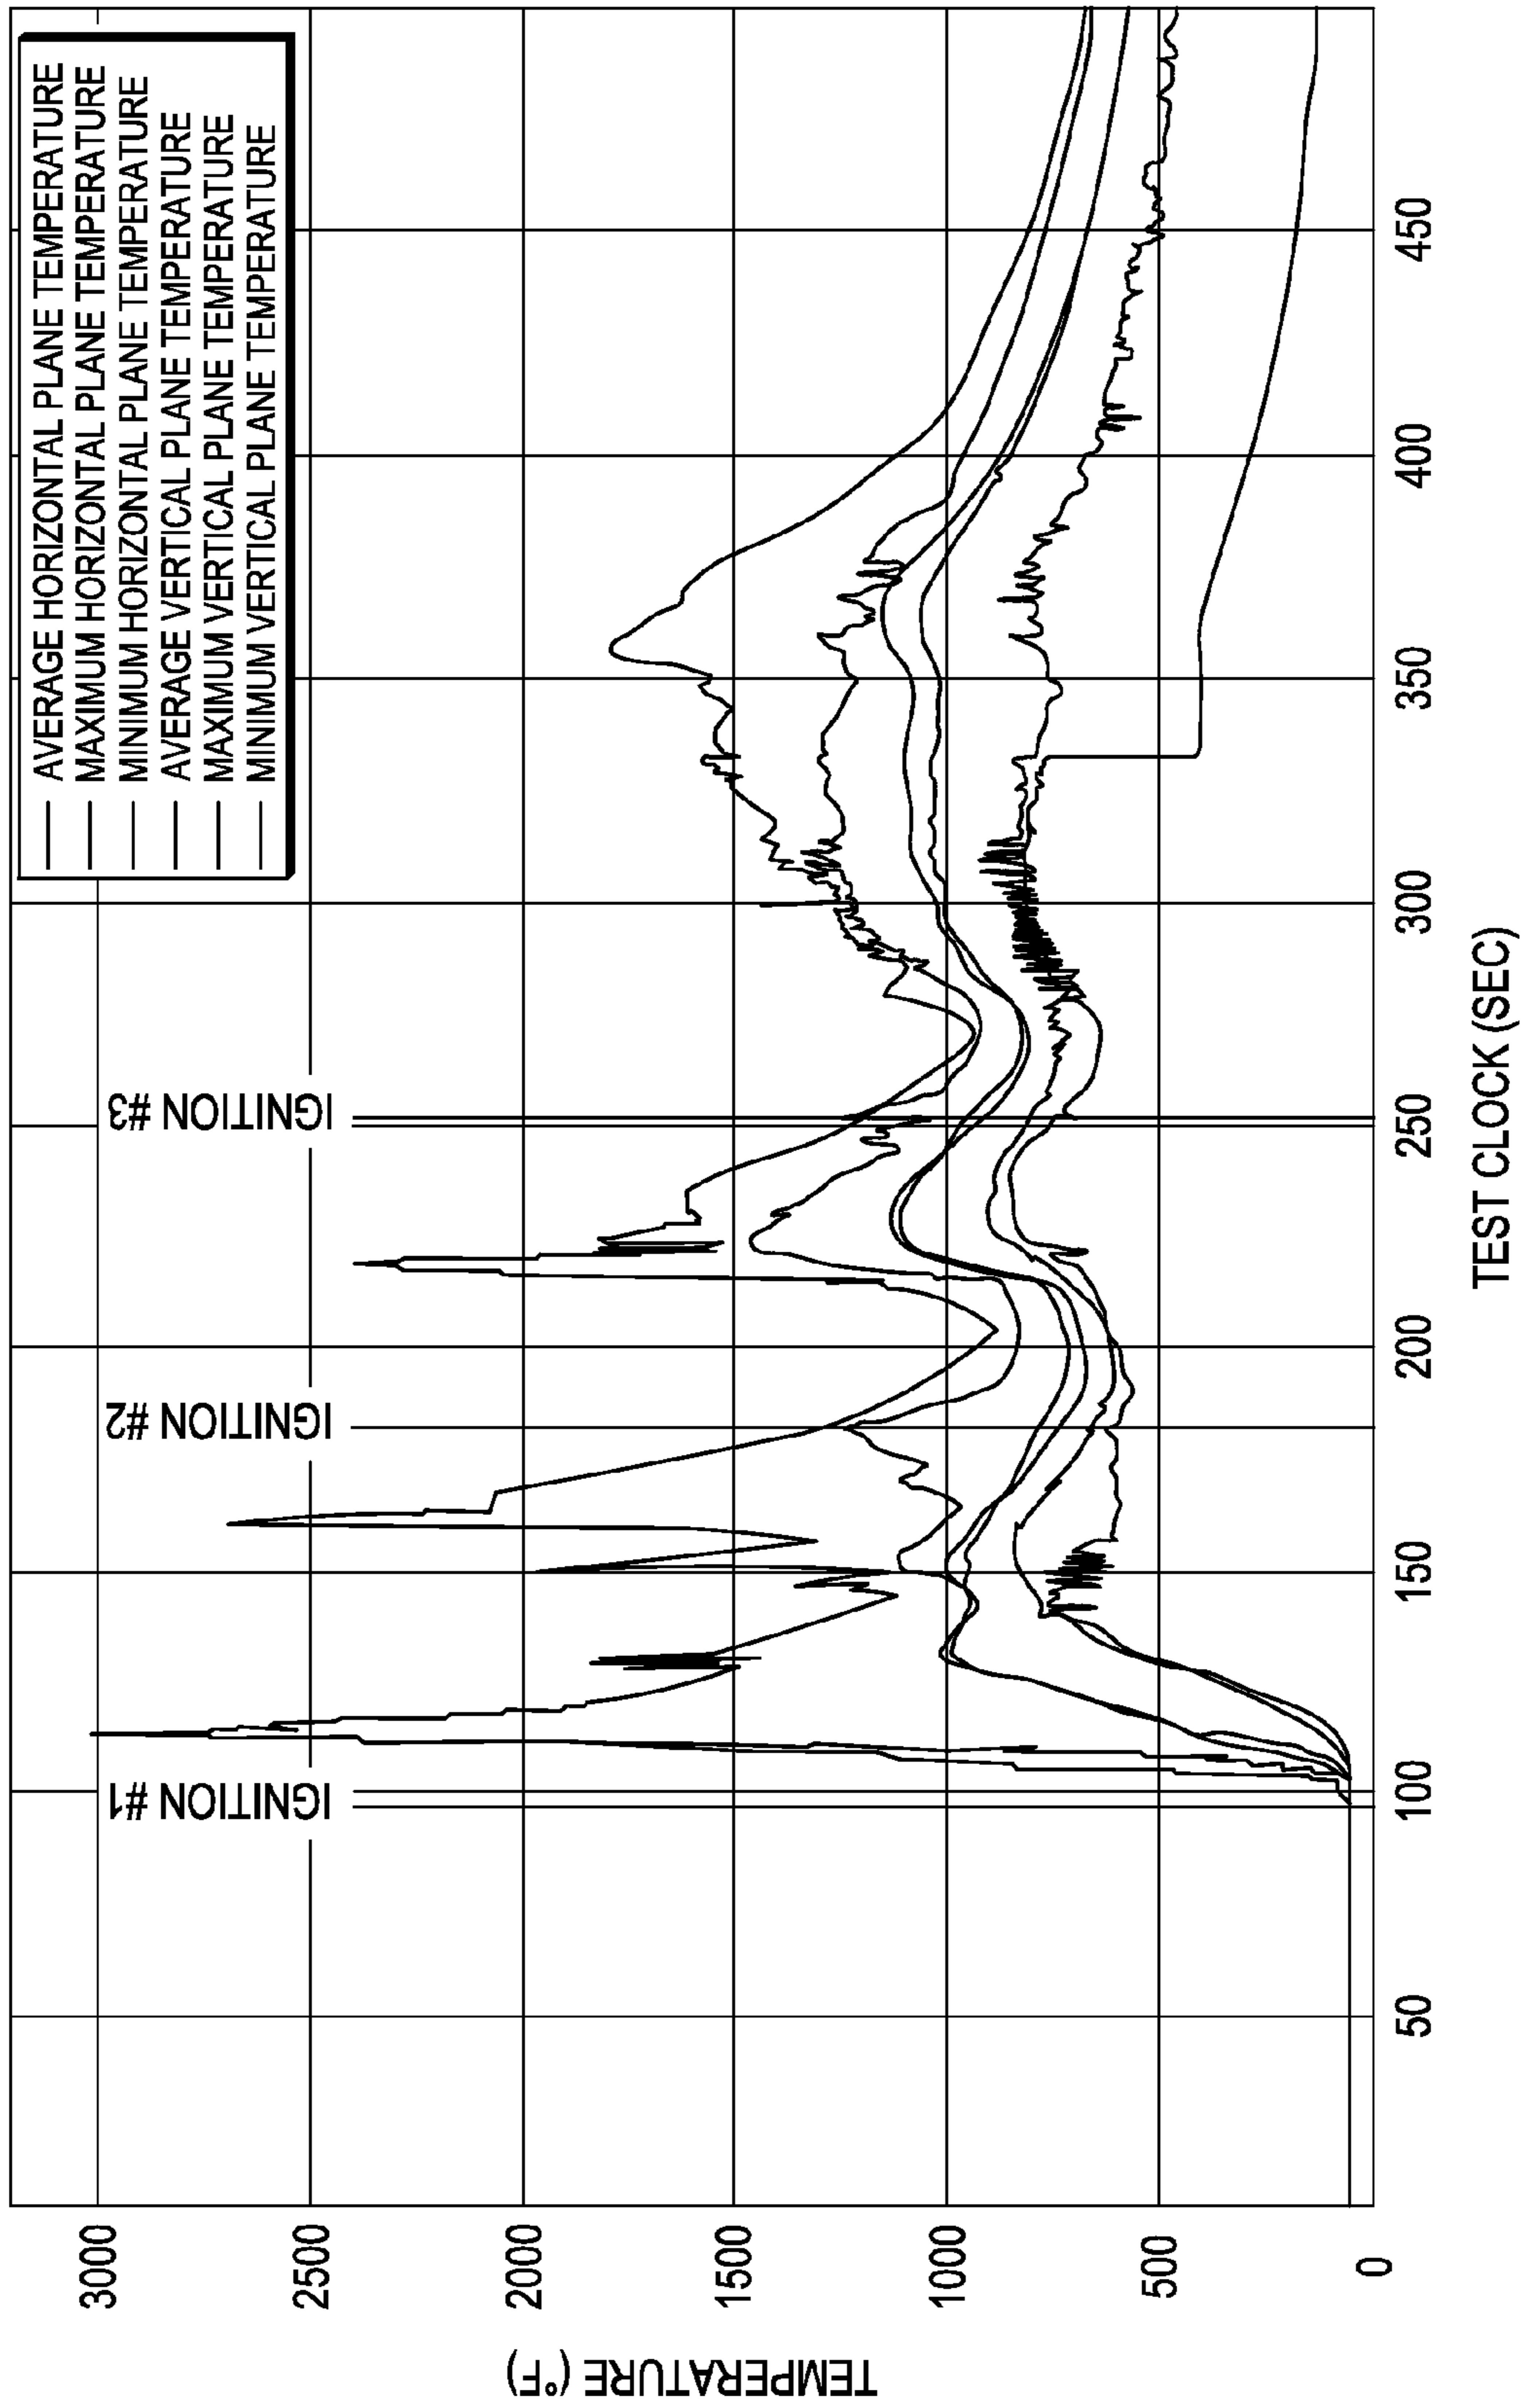 AVERAGE HORIZONTAL PLANE TEMPERATURE
MAXIMUM HORIZONTAL PLANE TEMPERATURE
MINIMUM HORIZONTAL PLANE TEMPERATURE
AVERAGE VERTICAL PLANE TEMPERATURE
MAXIMUM VERTICAL PLANE TEMPERATURE
MINIMUM VERTICAL PLANE TEMPERATURE
IGNITION #1
IGNITION #2
IGNITION #3
TEMPERATURE (°F)
3000
2500
2000
1500
1000
500
0
50
100
150
200
250
300
350
400
450
TEST CLOCK (SEC)